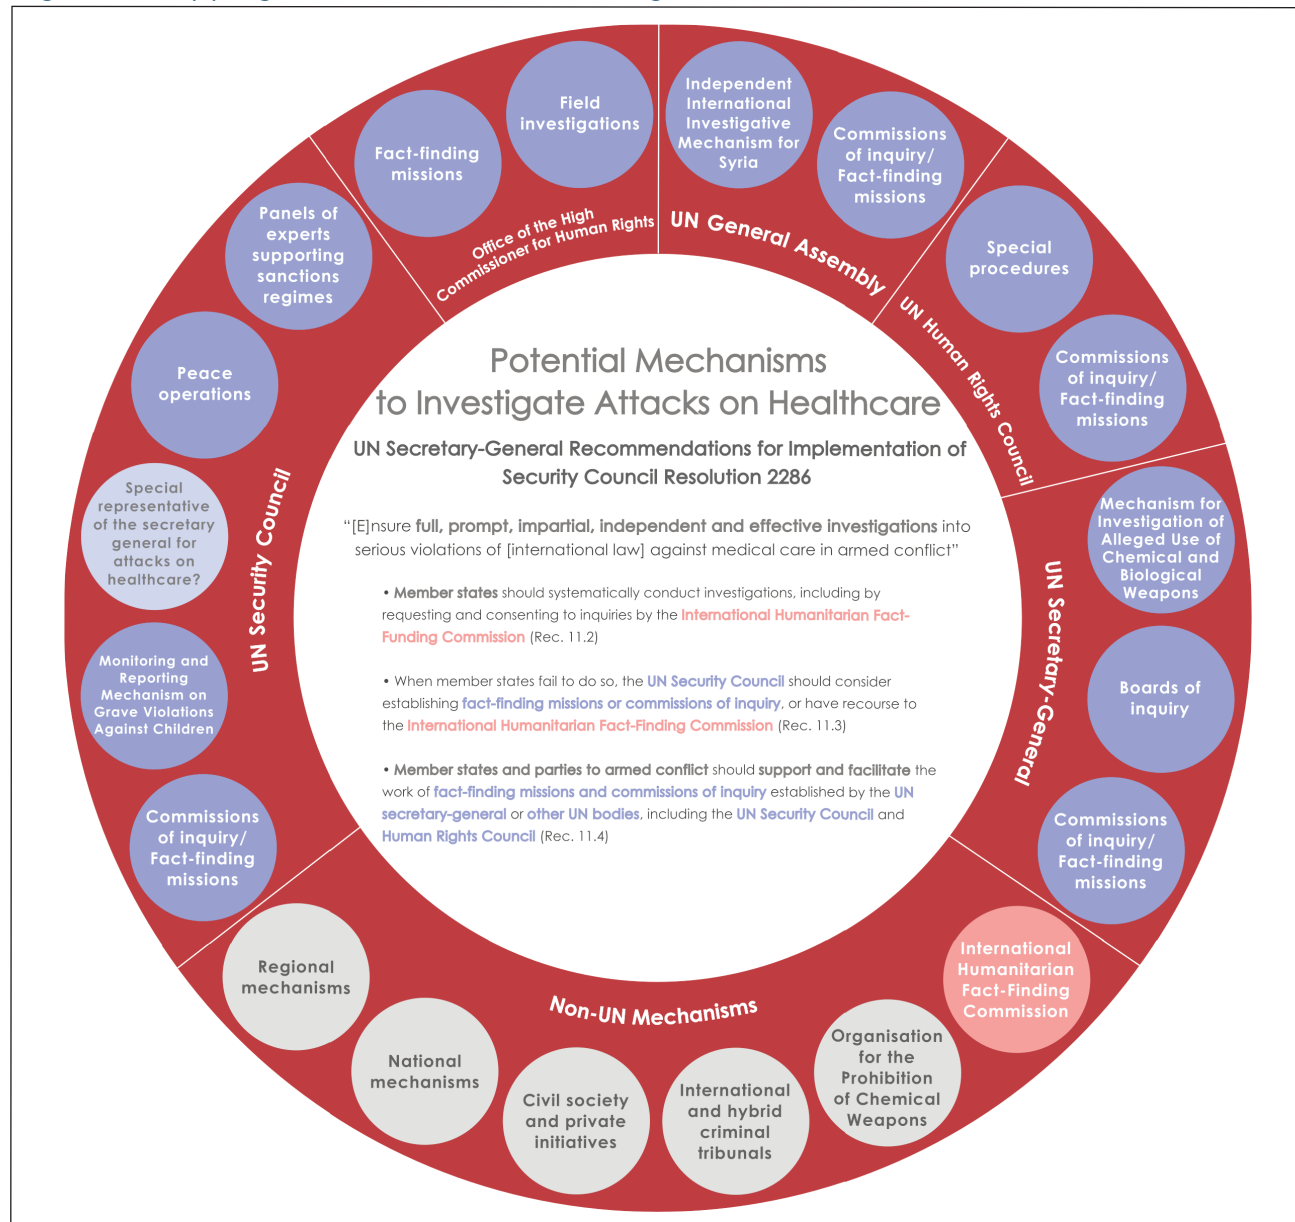 Field
investigations
Fact-finding
missions
Office of the High
Commissioner for Human Rights
Independent
International
Investigative
Mechanism for
Syria
Commissions
of inquiry/
Fact-finding
missions
UN General Assembly
Special
procedures
Commissions
of inquiry/
Fact-finding
missions
UN Human Rights Council
Mechanism for
Investigation of
Alleged Use of
Chemical and
Biological
Weapons
Boards of
inquiry
Commissions
of inquiry/
Fact-finding
missions
UN Secretary-General
International
Humanitarian
Fact-Finding
Commission
Organisation
for the
Prohibition
of Chemical
Weapons
International
and hybrid
criminal
tribunals
Civil society
and private
initiatives
National
mechanisms
Regional
mechanisms
Non-UN Mechanisms
Commissions
of inquiry/
Fact-finding
missions
Monitoring and
Reporting
Mechanism on
Grave Violations
Against Children
Special
representative
of the secretary
general for
attacks on
healthcare?
Peace
operations
Panels of
experts
supporting
sanctions
regimes
UN Security Council
Potential Mechanisms
to Investigate Attacks on Healthcare
UN Secretary-General Recommendations for Implementation of
Security Council Resolution 2286
“[E]nsure full, prompt, impartial, independent and effective investigations into
serious violations of [international law] against medical care in armed conflict”
• Member states should systematically conduct investigations, including by
requesting and consenting to inquiries by the International Humanitarian Fact-
Funding Commission (Rec. 11.2)
• When member states fail to do so, the UN Security Council should consider
establishing fact-finding missions or commissions of inquiry, or have recourse to
the International Humanitarian Fact-Finding Commission (Rec. 11.3)
• Member states and parties to armed conflict should support and facilitate the
work of fact-finding missions and commissions of inquiry established by the UN
secretary-general or other UN bodies, including the UN Security Council and
Human Rights Council (Rec. 11.4)